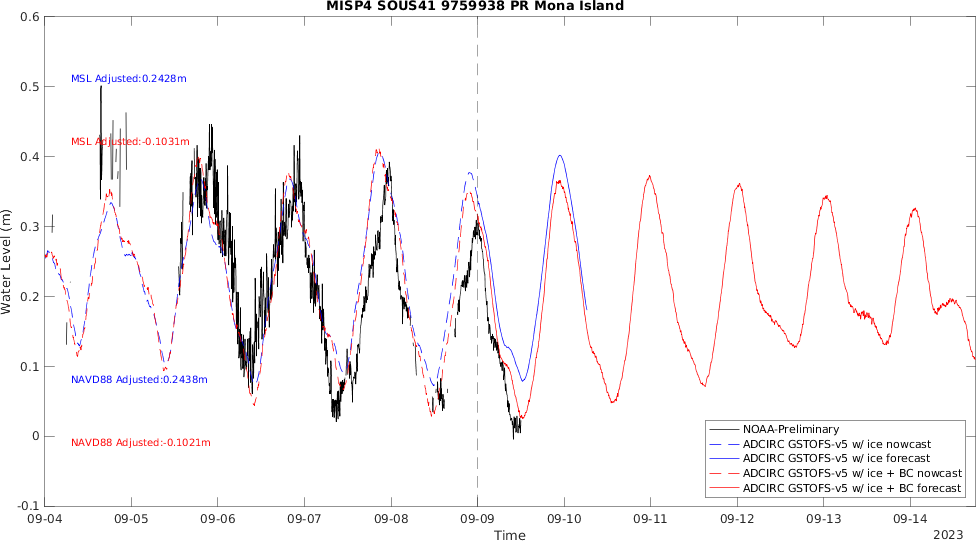 MISP4 SOUS41 9759938 PR Mona Island
0.6
0.5
0.4
0.3
0.2
0.1
0
-0.1
Water Level (m)
MSL Adjusted:0.2428m
MSL Adjusted:-0.1031m
NAVD88 Adjusted:0.2438m
NAVD88 Adjusted:-0.1021m
NOAA-Preliminary
ADCIRC GSTOFS-v5 w/ ice nowcast
ADCIRC GSTOFS-v5 w/ ice forecast
ADCIRC GSTOFS-v5 w/ ice + BC nowcast
ADCIRC GSTOFS-v5 w/ ice + BC forecast
09-04 09-05 09-06 09-07 09-08 09-09 09-10 09-11 09-12 09-13 09-14
Time
2023